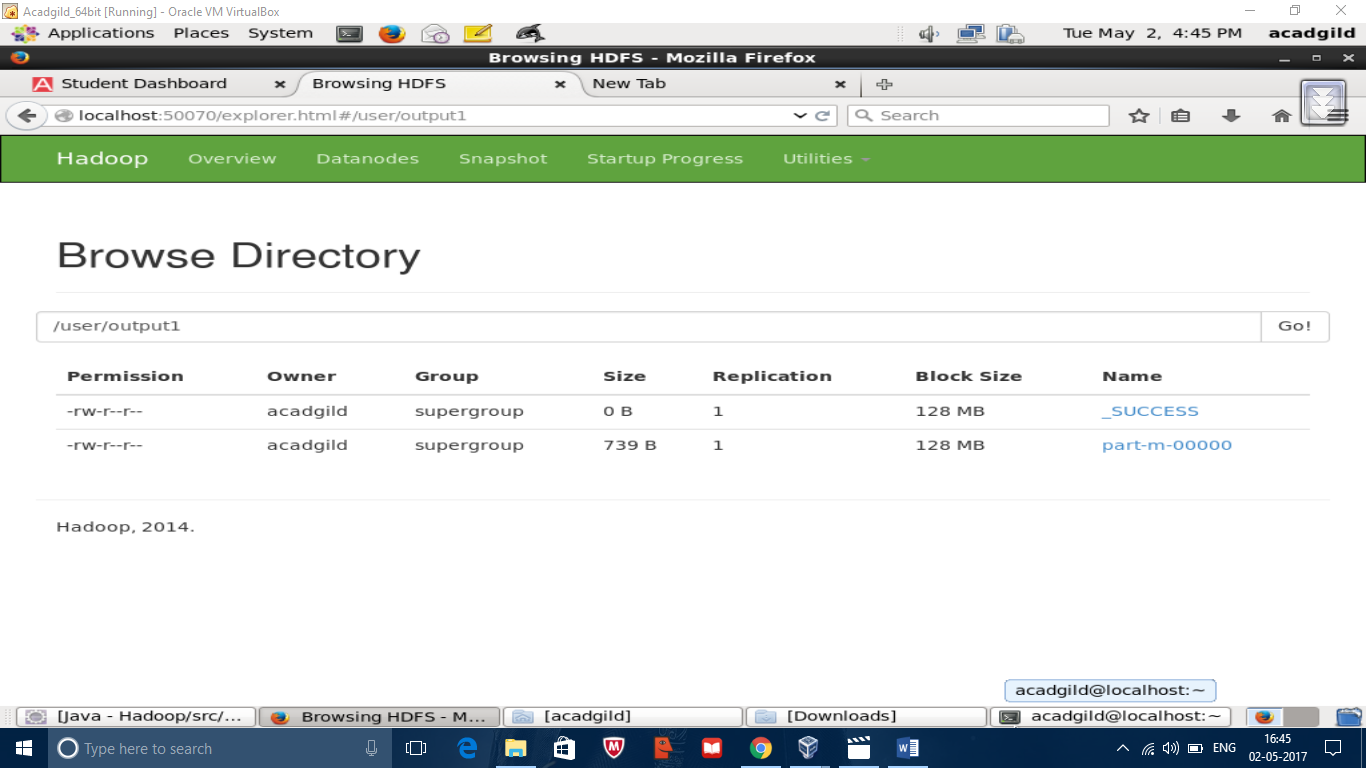 Acadgild_64bit [Running] - Oracle VM VirtualBox
Applications Places System Tue May 2, 4:45 PM acadgild
Browsing HDFS - Mozilla Firefox
Student Dashboard Browsing HDFS New Tab
localhost:50070/explorer.html#/user/output1 Search
Hadoop Overview Datanodes Snapshot Startup Progress Utilities
Browse Directory
/user/output1 Go!
Permission Owner Group Size Replication Block Size Name
-rw-r--r-- acadgild supergroup 0 B 1 128 MB _SUCCESS
-rw-r--r-- acadgild supergroup 739 B 1 128 MB part-m-00000
Hadoop, 2014.
acadgild@localhost:~
[Java - Hadoop/src/... Browsing HDFS - M... [acadgild] [Downloads] acadgild@localhost:~
Type here to search ENG 16:45
02-05-2017